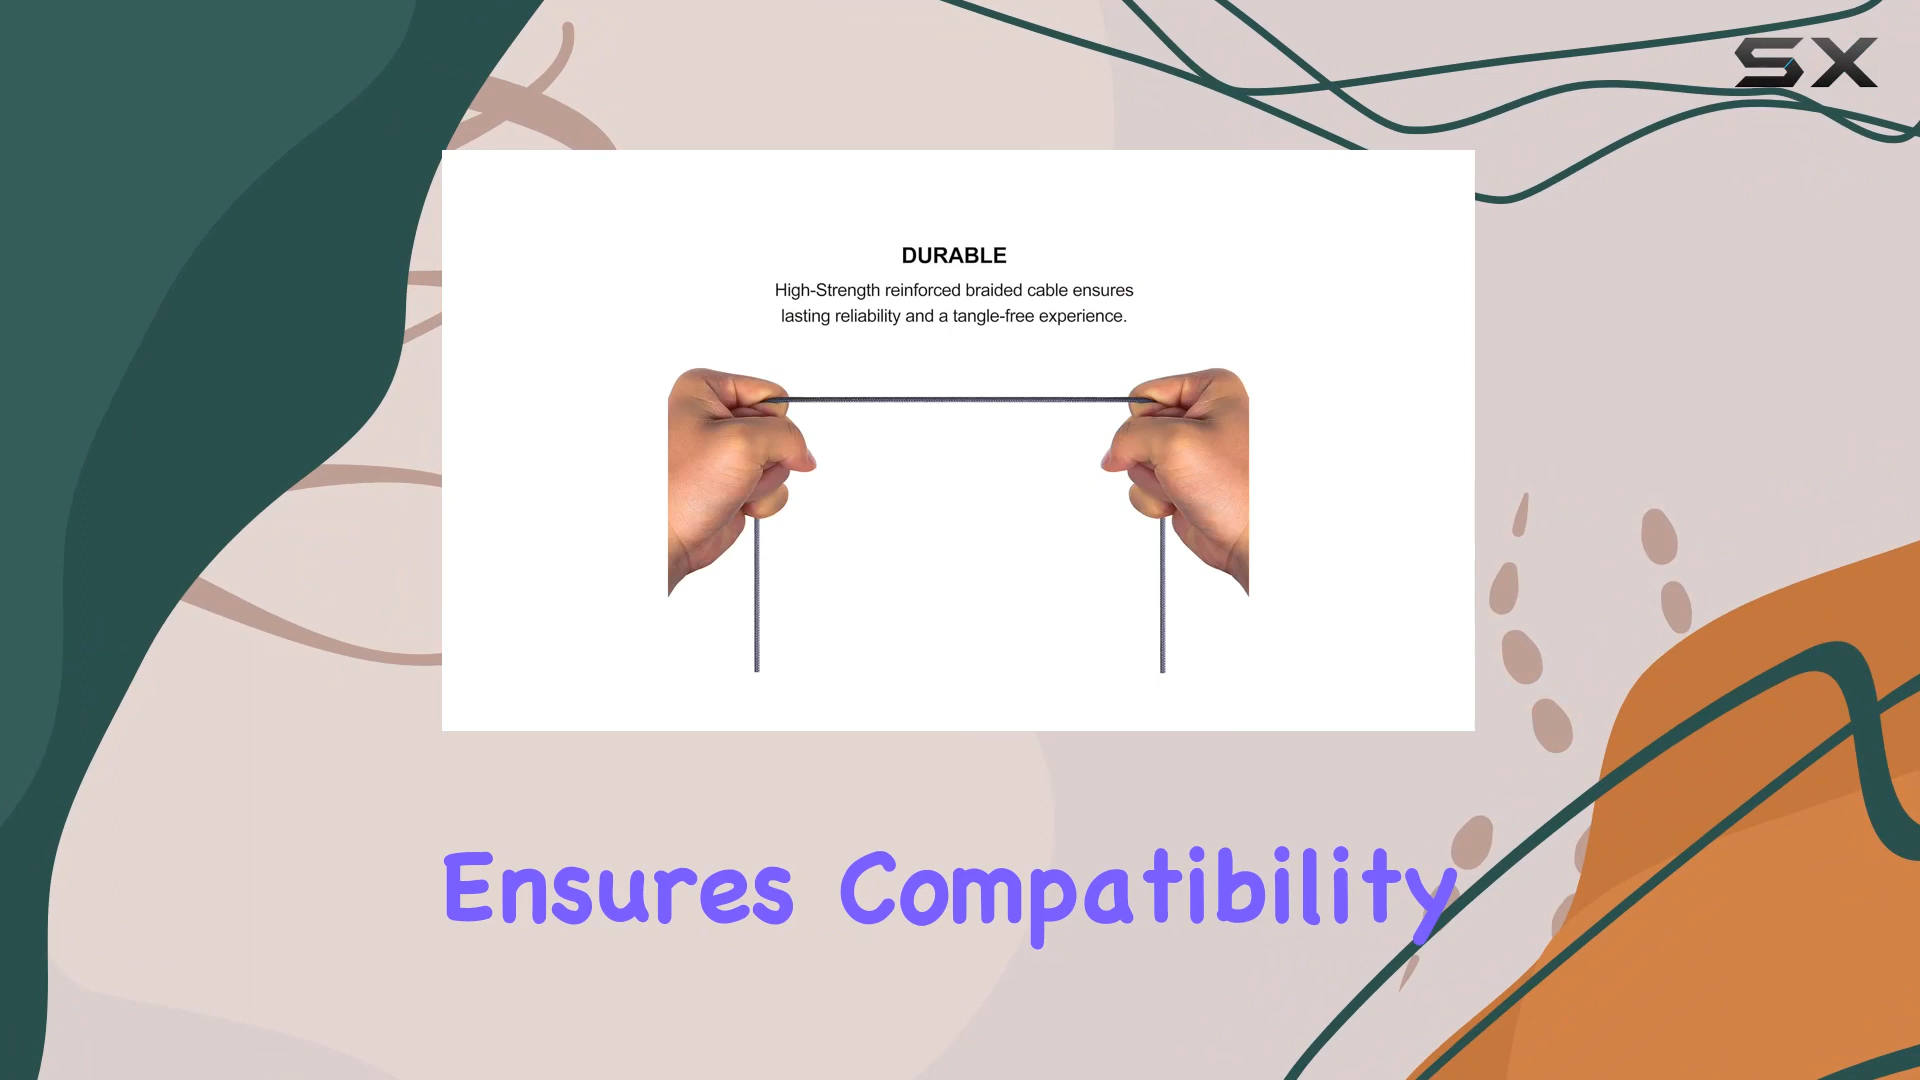 SX
DURABLE
High-Strength reinforced braided cable ensures
lasting reliability and a tangle-free experience.
Ensures Compatibility